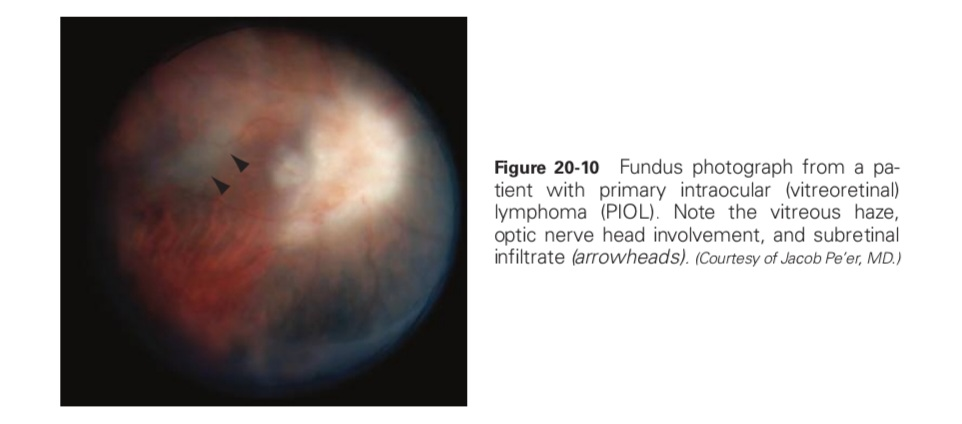 Figure 20-10 Fundus photograph from a pa-
tient with primary intraocular (vitreoretinal)
lymphoma (PIOL). Note the vitreous haze,
optic nerve head involvement, and subretinal
infiltrate (arrowheads). (Courtesy of Jacob Pe'er, MD.)